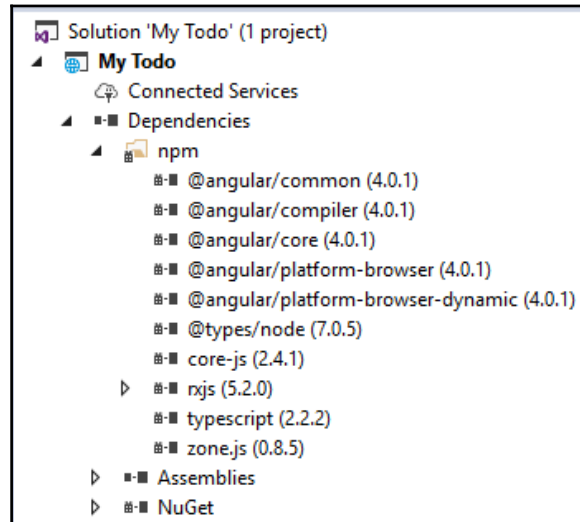 Solution 'My Todo' (1 project)
My Todo
Connected Services
Dependencies
npm
@angular/common (4.0.1)
@angular/compiler (4.0.1)
@angular/core (4.0.1)
@angular/platform-browser (4.0.1)
@angular/platform-browser-dynamic (4.0.1)
@types/node (7.0.5)
core-js (2.4.1)
rxjs (5.2.0)
typescript (2.2.2)
zone.js (0.8.5)
Assemblies
NuGet